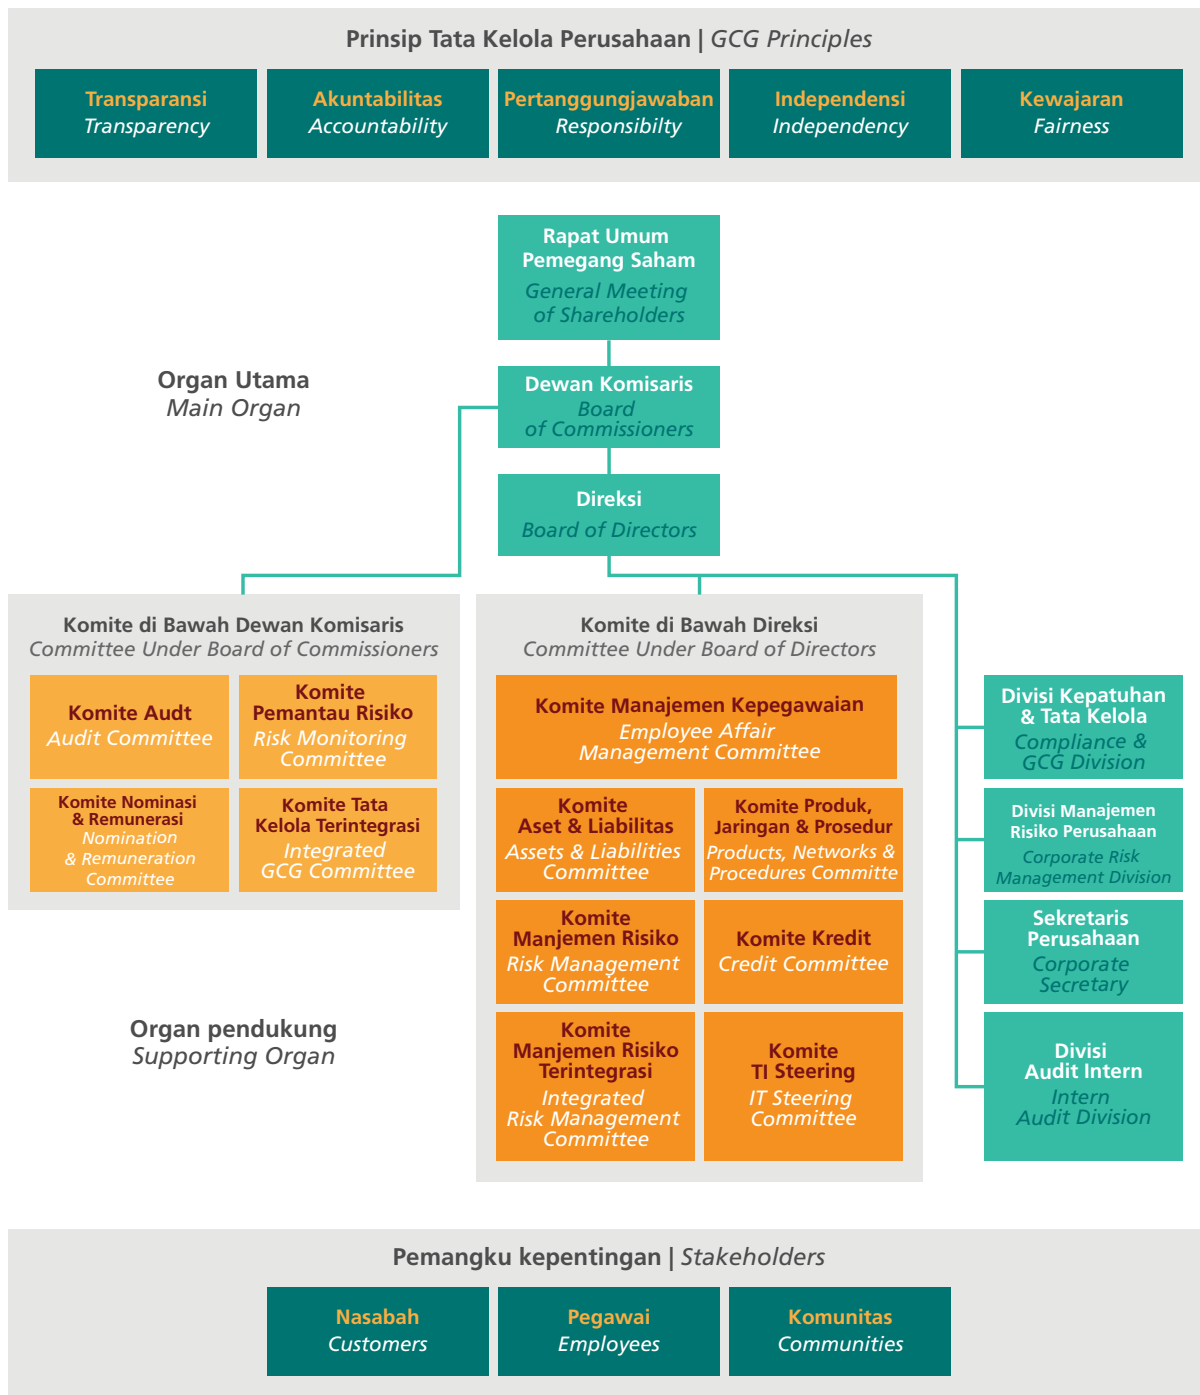 Prinsip Tata Kelola Perusahaan | GCG Principles
Transparansi
Transparency
Akuntabilitas
Accountability
Pertanggungjawaban
Responsibilty
Independensi
Independency
Kewajaran
Fairness
Rapat Umum
Pemegang Saham
General Meeting
of Shareholders
Organ Utama
Main Organ
Dewan Komisaris
Board
of Commissioners
Direksi
Board of Directors
Komite di Bawah Dewan Komisaris
Committee Under Board of Commissioners
Komite Audt
Audit Committee
Komite
Pemantau Risiko
Risk Monitoring
Committee
Komite Nominasi
& Remunerasi
Nomination
& Remuneration
Committee
Komite Tata
Kelola Terintegrasi
Integrated
GCG Committee
Komite di Bawah Direksi
Committee Under Board of Directors
Komite Manajemen Kepegawaian
Employee Affair
Management Committee
Komite
Aset & Liabilitas
Assets & Liabilities
Committee
Komite Produk,
Jaringan & Prosedur
Products, Networks &
Procedures Committe
Komite
Manjemen Risiko
Risk Management
Committee
Komite Kredit
Credit Committee
Komite
Manjemen Risiko
Terintegrasi
Integrated
Risk Management
Committee
Komite
TI Steering
IT Steering
Committee
Divisi Kepatuhan
& Tata Kelola
Compliance &
GCG Division
Divisi Manajemen
Risiko Perusahaan
Corporate Risk
Management Division
Sekretaris
Perusahaan
Corporate
Secretary
Divisi
Audit Intern
Intern
Audit Division
Organ pendukung
Supporting Organ
Pemangku kepentingan | Stakeholders
Nasabah
Customers
Pegawai
Employees
Komunitas
Communities